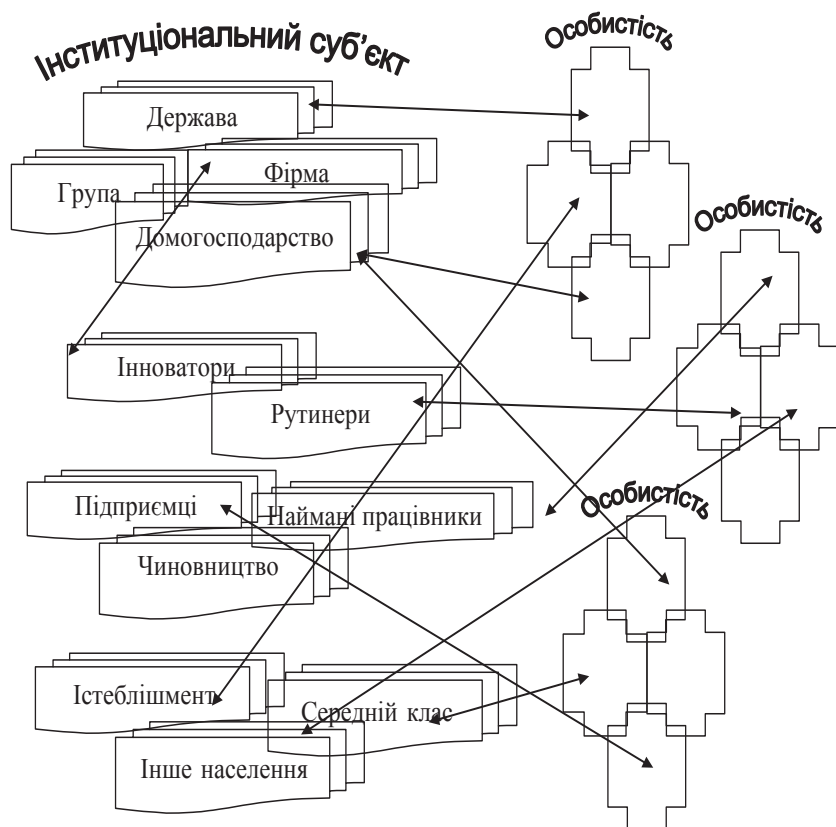 Інституціональний суб’єкт
Особистість
Держава
Фірма
Група
Домогосподарство
Особистість
Інноватори
Рутинери
Підприємці
Наймані працівники
Особистість
Чиновництво
Істеблішмент
Середній клас
Інше населення